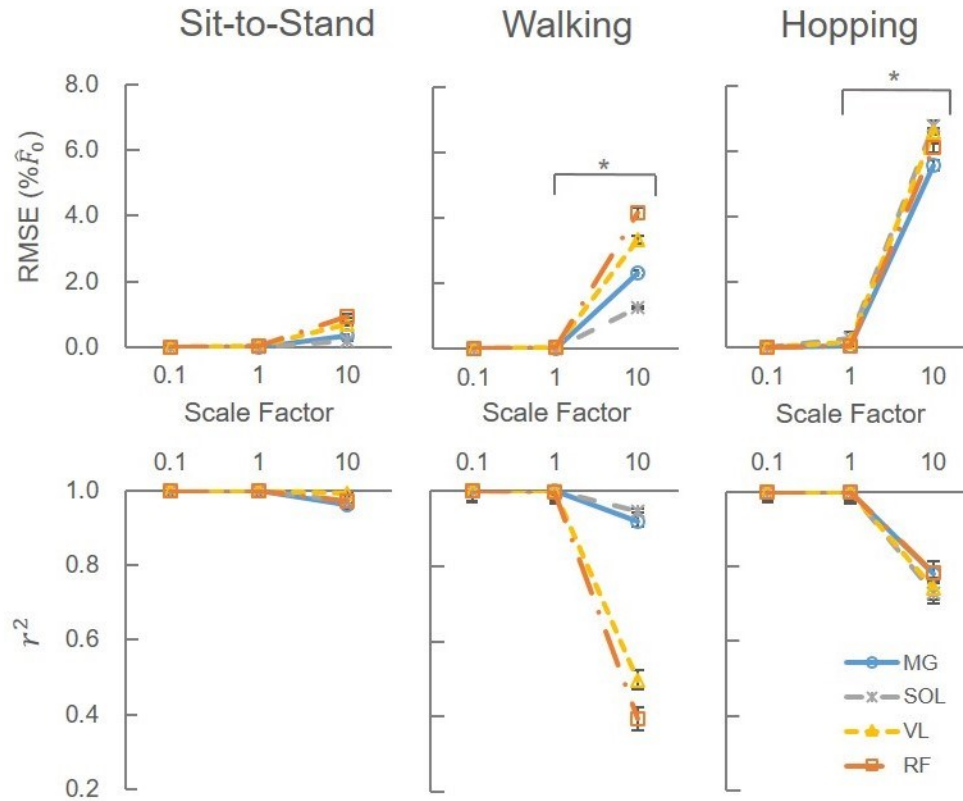 Sit-to-Stand Walking Hopping
* *
RMSE (%F̂₀)
8.0
6.0
4.0
2.0
0.0
0.1 1 10 0.1 1 10 0.1 1 10
Scale Factor Scale Factor Scale Factor
0.1 1 10 0.1 1 10 0.1 1 10
r²
1.0
0.8
0.6
0.4
0.2
MG
SOL
VL
RF